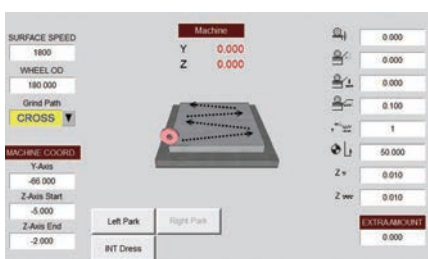 SURFACE SPEED
1800
WHEEL OD
180.000
Grind Path
CROSS
MACHINE COORD
Y-Axis
-66.000
Z-Axis Start
-5.000
Z-Axis End
-2.000
Machine
Y 0.000
Z 0.000
Left Park
Right Park
INT Dress
0.000
0.000
0.000
0.100
1
50.000
Z
0.010
Z
0.010
EXTRA AMOUNT
0.000